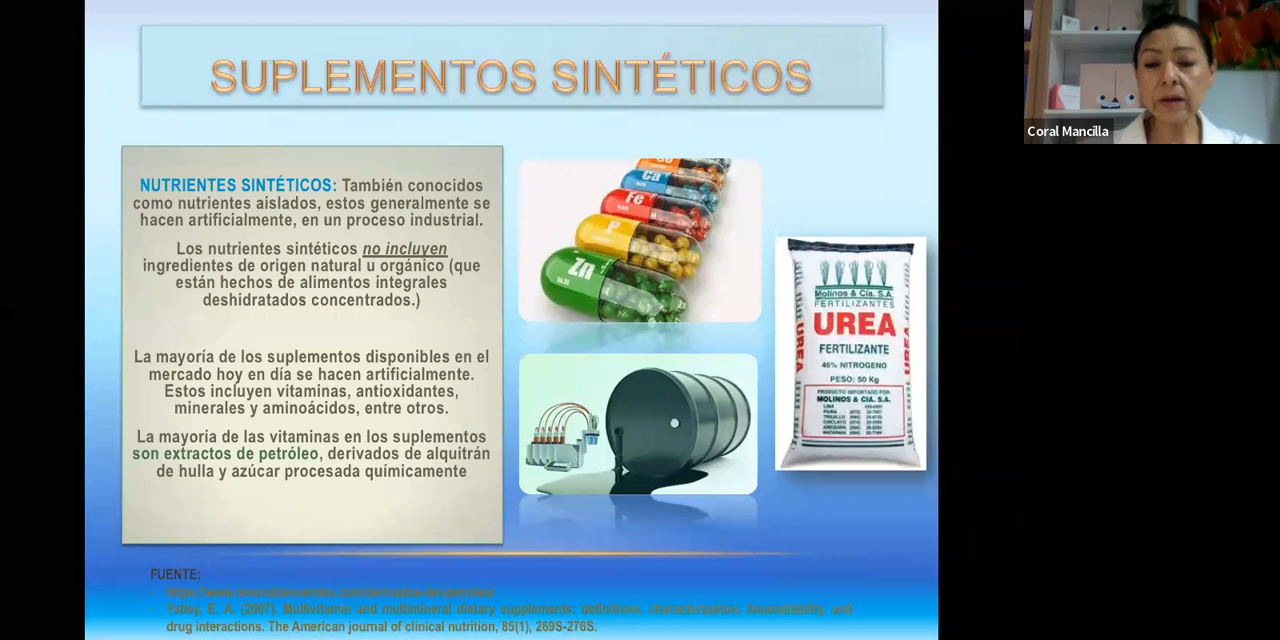 SUPLEMENTOS SINTÉTICOS
Coral Mancilla
NUTRIENTES SINTÉTICOS: También conocidos
como nutrientes aislados, estos generalmente se
hacen artificialmente, en un proceso industrial.
Los nutrientes sintéticos no incluyen
ingredientes de origen natural u orgánico (que
están hechos de alimentos integrales
deshidratados concentrados.)
La mayoría de los suplementos disponibles en el
mercado hoy en día se hacen artificialmente.
Estos incluyen vitaminas, antioxidantes,
minerales y aminoácidos, entre otros.
La mayoría de las vitaminas en los suplementos
son extractos de petróleo, derivados de alquitrán
de hulla y azúcar procesada químicamente
Ca
Fe
P
Zn
Molinos & Cia. S.A.
FERTILIZANTES
UREA
FERTILIZANTE
46% NITROGENO
PESO: 50 Kg
PRODUCTO IMPORTADO POR:
MOLINOS & CIA. S.A.
UREA
UREA
FUENTE:
Yetley, E. A. (2007). Multivitamin and multimineral dietary supplements: definitions, characterization, bioavailability, and
drug interactions. The American journal of clinical nutrition, 85(1), 269S-276S.